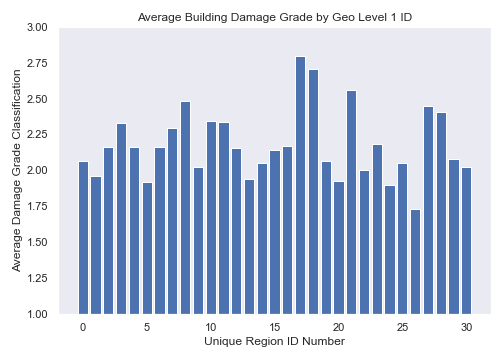 Average Building Damage Grade by Geo Level 1 ID
Average Damage Grade Classification
3.00
2.75
2.50
2.25
2.00
1.75
1.50
1.25
1.00
0 5 10 15 20 25 30
Unique Region ID Number